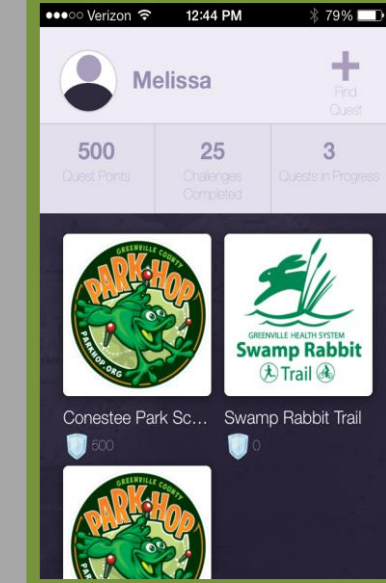 Verizon 12:44 PM 79%
Melissa
Find
Quest
500 25 3
Quest Points Challenges Completed Quests in Progress
GREENVILLE COUNTY
PARK HOP
PARKHOP.ORG
GREENVILLE HEALTH SYSTEM
Swamp Rabbit
Trail
Conestee Park Sc... Swamp Rabbit Trail
500 0
GREENVILLE COUNTY
PARK HOP